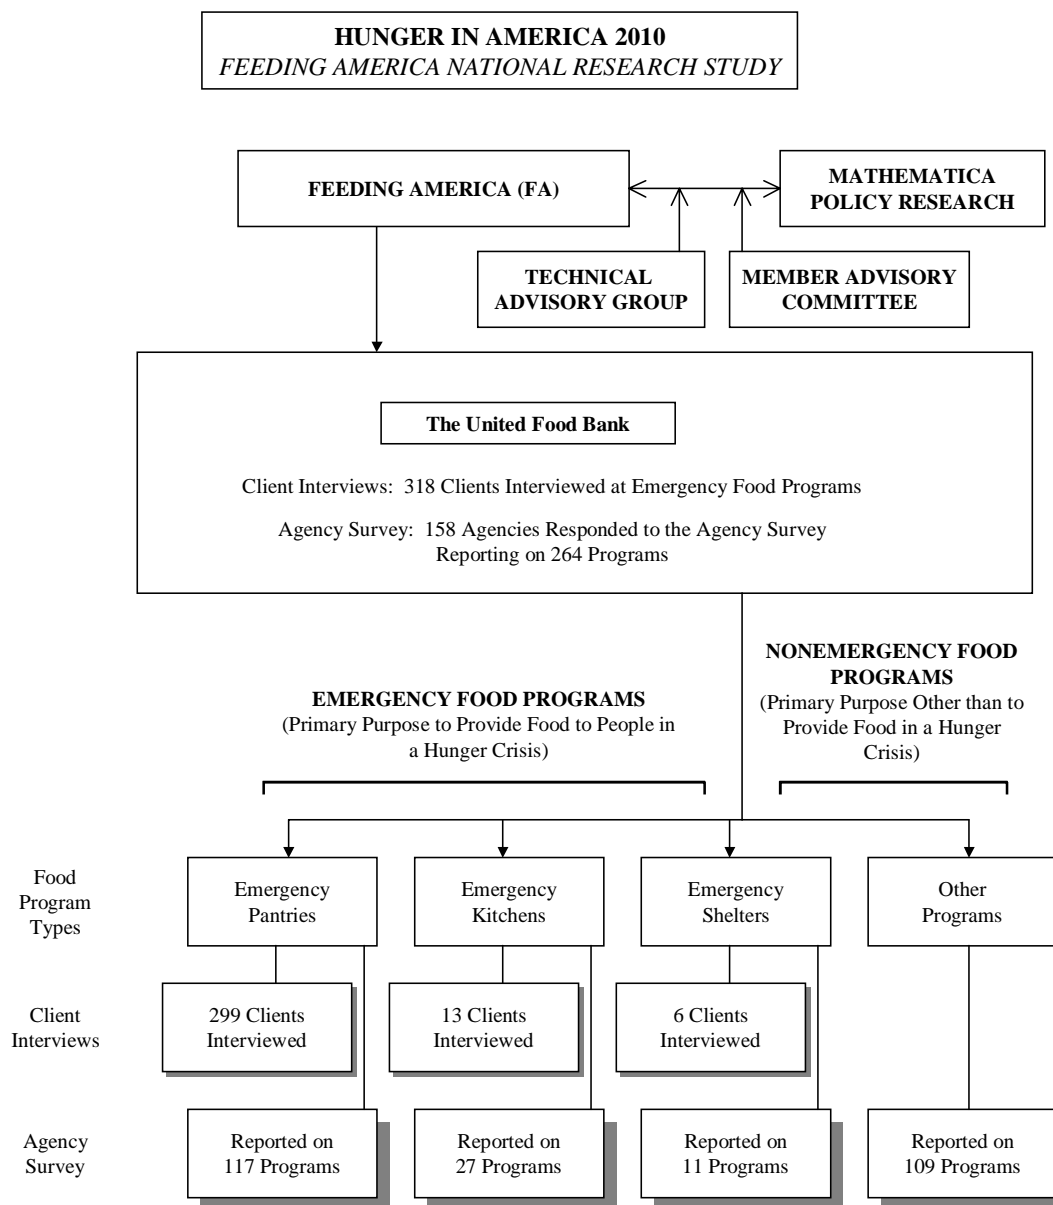 HUNGER IN AMERICA 2010
FEEDING AMERICA NATIONAL RESEARCH STUDY
FEEDING AMERICA (FA)
MATHEMATICA
POLICY RESEARCH
TECHNICAL
ADVISORY GROUP
MEMBER ADVISORY
COMMITTEE
The United Food Bank
Client Interviews:  318 Clients Interviewed at Emergency Food Programs
Agency Survey:  158 Agencies Responded to the Agency Survey
Reporting on 264 Programs
EMERGENCY FOOD PROGRAMS
(Primary Purpose to Provide Food to People in
a Hunger Crisis)
NONEMERGENCY FOOD
PROGRAMS
(Primary Purpose Other than to
Provide Food in a Hunger
Crisis)
Food
Program
Types
Emergency
Pantries
Emergency
Kitchens
Emergency
Shelters
Other
Programs
Client
Interviews
299 Clients
Interviewed
13 Clients
Interviewed
6 Clients
Interviewed
Agency
Survey
Reported on
117 Programs
Reported on
27 Programs
Reported on
11 Programs
Reported on
109 Programs